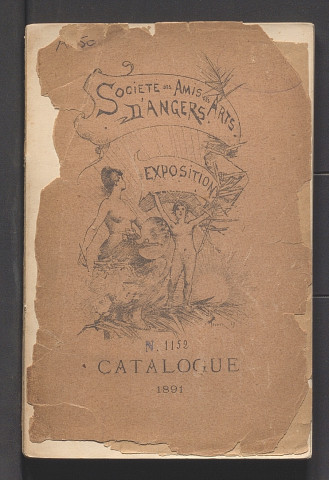 SOCIÉTÉ DES AMIS DES ARTS
D'ANGERS
EXPOSITION
N. 1152
CATALOGUE
1891